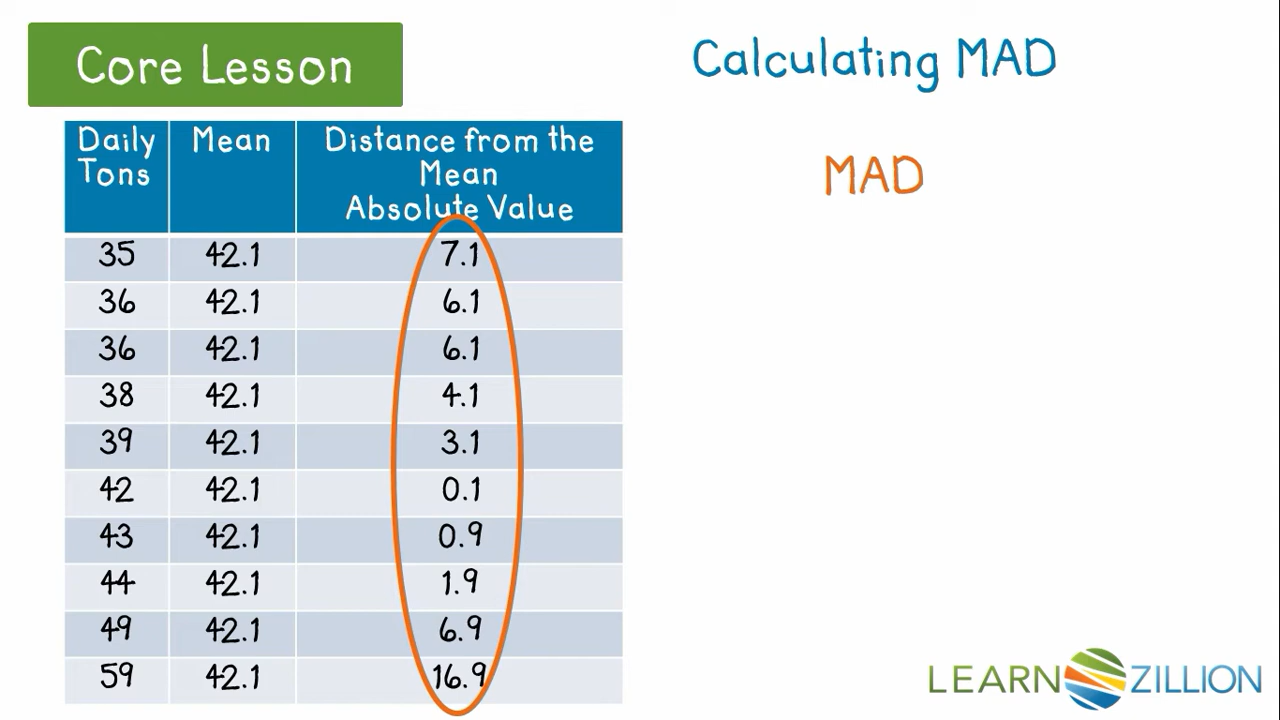 Core Lesson
Calculating MAD
MAD
Daily Tons Mean Distance from the Mean Absolute Value
35 42.1 7.1
36 42.1 6.1
36 42.1 6.1
38 42.1 4.1
39 42.1 3.1
42 42.1 0.1
43 42.1 0.9
44 42.1 1.9
49 42.1 6.9
59 42.1 16.9
LEARN ZILLION